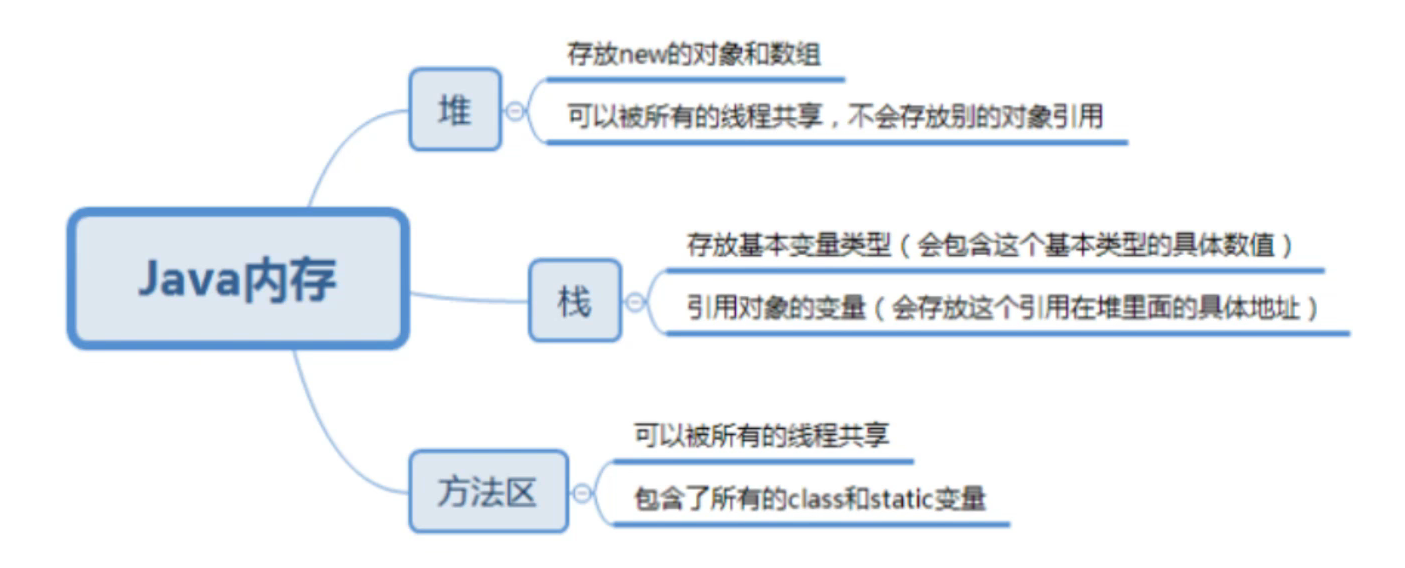 存放new的对象和数组
堆
可以被所有的线程共享，不会存放别的对象引用
存放基本变量类型（会包含这个基本类型的具体数值）
Java内存
栈
引用对象的变量（会存放这个引用在堆里面的具体地址）
可以被所有的线程共享
方法区
包含了所有的class和static变量